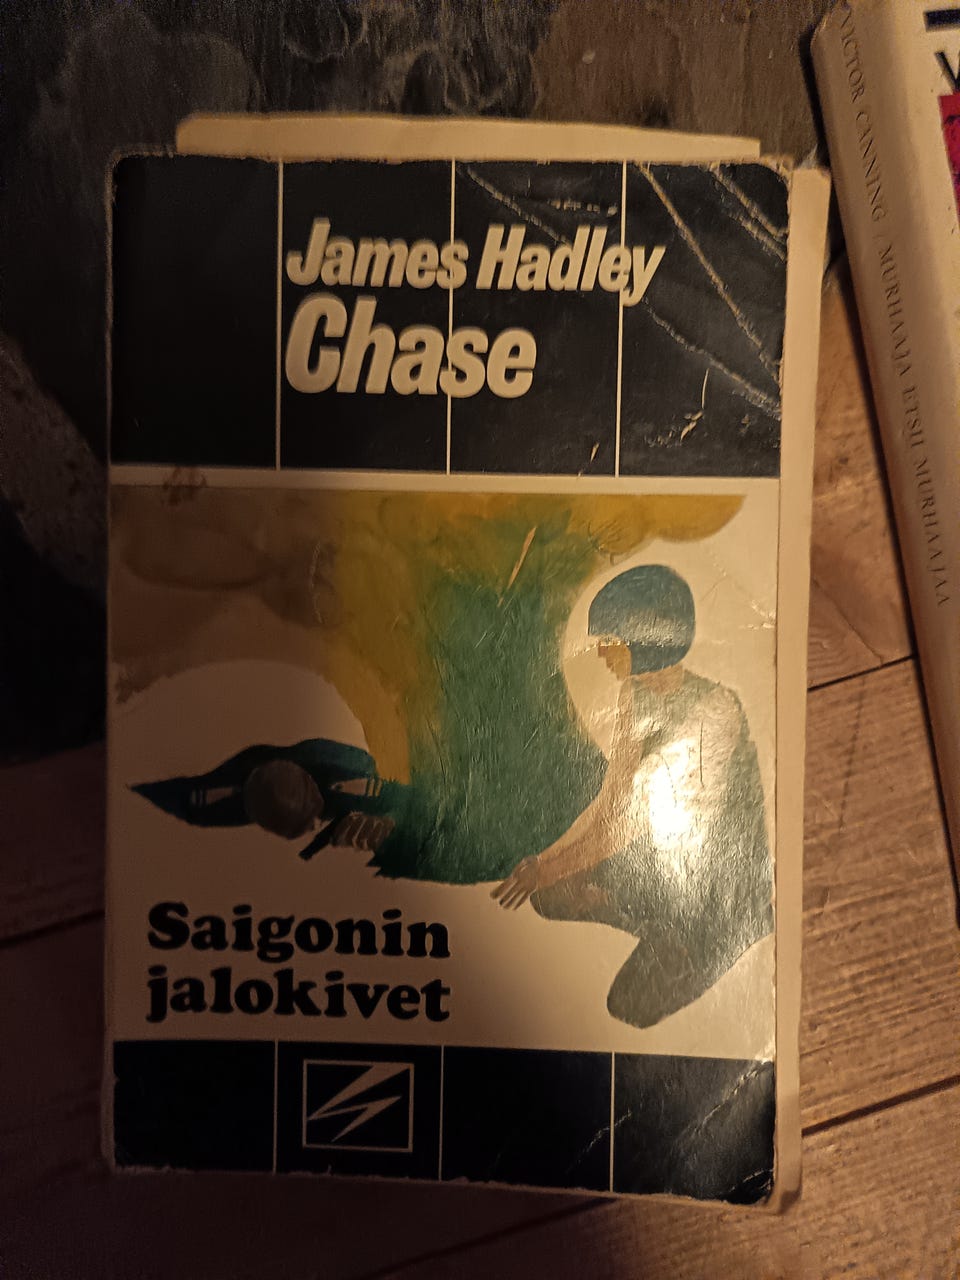 James Hadley
Chase
Saigonin
jalokivet
VICTOR CANNING / MURHAAJA ETSII MURHAAJAA